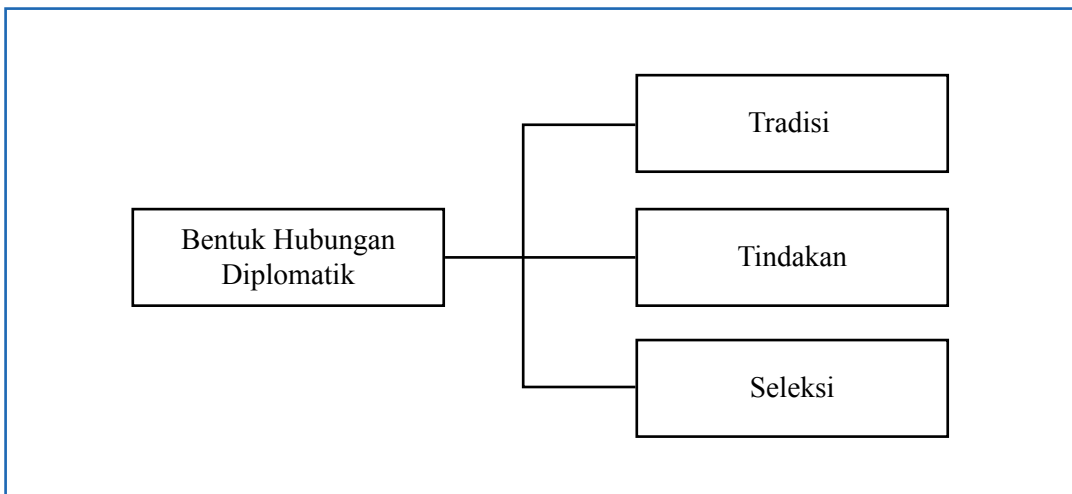 Tradisi
Bentuk Hubungan
Diplomatik
Tindakan
Seleksi